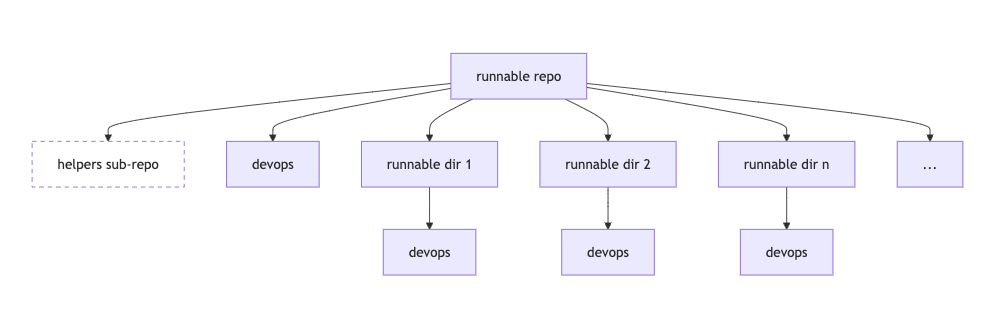 runnable repo
helpers sub-repo
devops
runnable dir 1
runnable dir 2
runnable dir n
...
devops
devops
devops